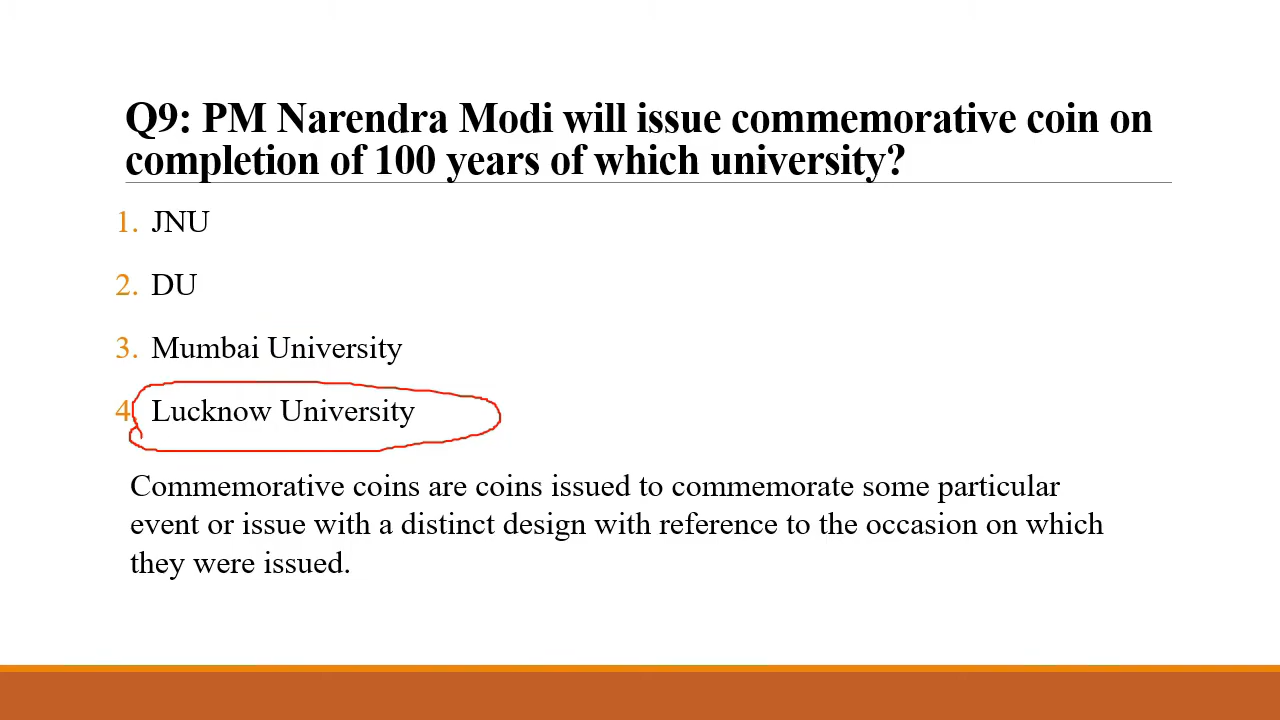 Q9: PM Narendra Modi will issue commemorative coin on
completion of 100 years of which university?
1. JNU
2. DU
3. Mumbai University
4 Lucknow University
Commemorative coins are coins issued to commemorate some particular
event or issue with a distinct design with reference to the occasion on which
they were issued.